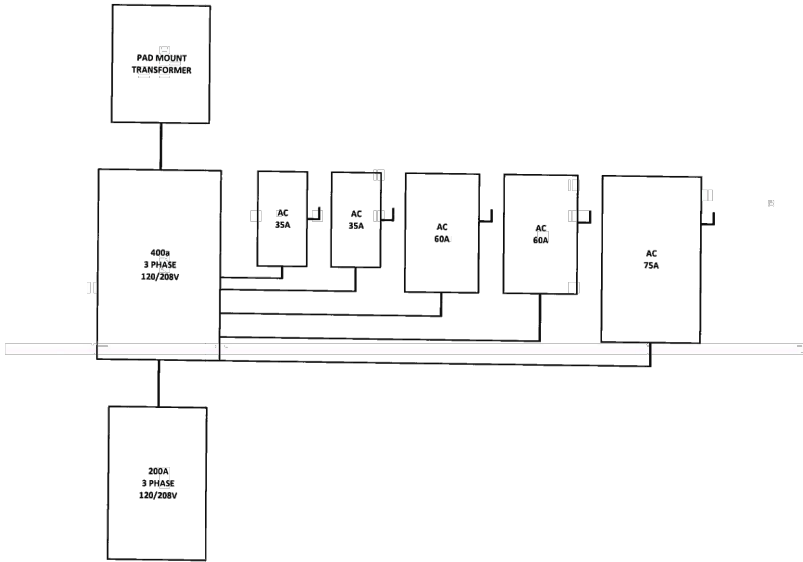 PAD MOUNT
TRANSFORMER
400a
3 PHASE
120/208V
AC
35A
AC
35A
AC
60A
AC
60A
AC
75A
200A
3 PHASE
120/208V